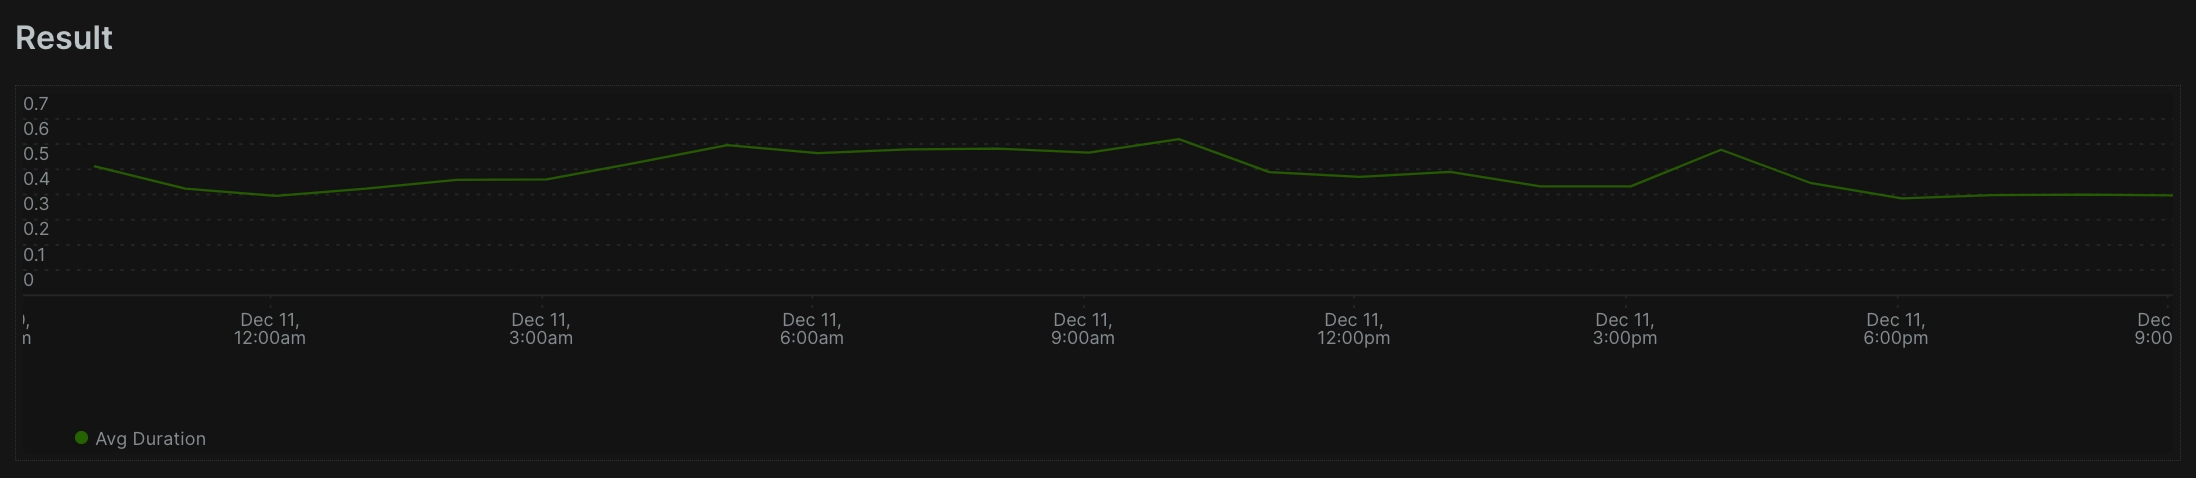 Result
0.7
0.6
0.5
0.4
0.3
0.2
0.1
0
Dec 11,
12:00am
Dec 11,
3:00am
Dec 11,
6:00am
Dec 11,
9:00am
Dec 11,
12:00pm
Dec 11,
3:00pm
Dec 11,
6:00pm
Dec
9:00
Avg Duration